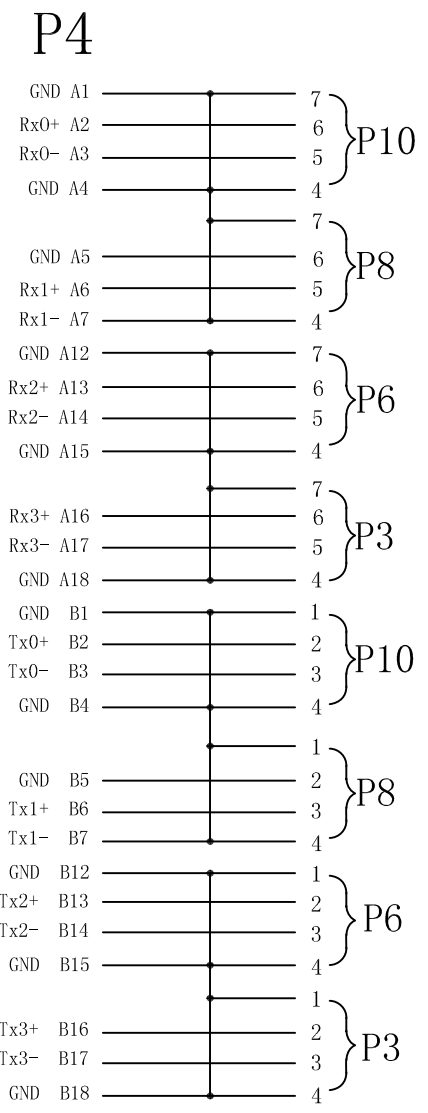 P4
GND A1 7
Rx0+ A2 6
Rx0- A3 5
GND A4 4
P10
7
GND A5 6
Rx1+ A6 5
Rx1- A7 4
P8
GND A12 7
Rx2+ A13 6
Rx2- A14 5
GND A15 4
P6
7
Rx3+ A16 6
Rx3- A17 5
GND A18 4
P3
GND B1 1
Tx0+ B2 2
Tx0- B3 3
GND B4 4
P10
1
GND B5 2
Tx1+ B6 3
Tx1- B7 4
P8
GND B12 1
Tx2+ B13 2
Tx2- B14 3
GND B15 4
P6
1
Tx3+ B16 2
Tx3- B17 3
GND B18 4
P3